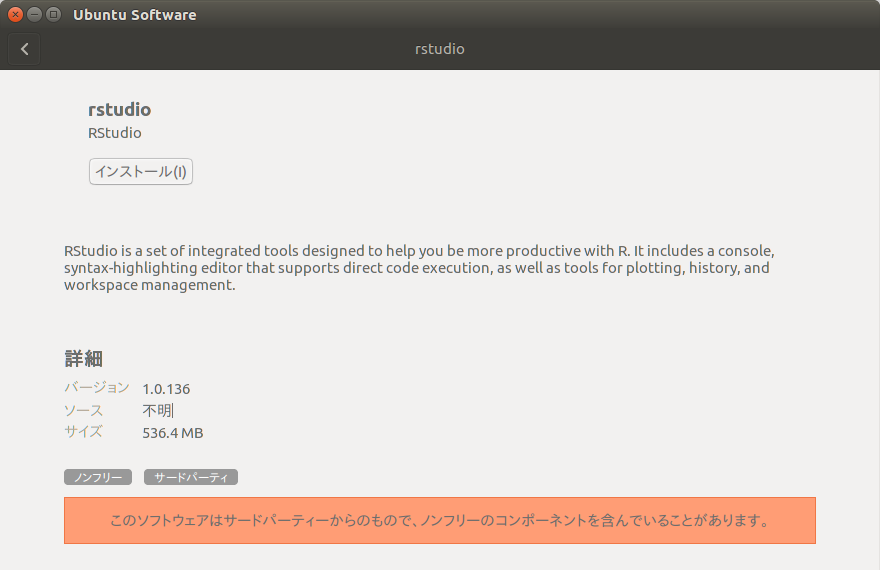 Ubuntu Software
rstudio
rstudio
RStudio
インストール(I)
RStudio is a set of integrated tools designed to help you be more productive with R. It includes a console,
syntax-highlighting editor that supports direct code execution, as well as tools for plotting, history, and
workspace management.
詳細
バージョン 1.0.136
ソース 不明
サイズ 536.4 MB
ノンフリー サードパーティ
このソフトウェアはサードパーティーからのもので、ノンフリーのコンポーネントを含んでいることがあります。